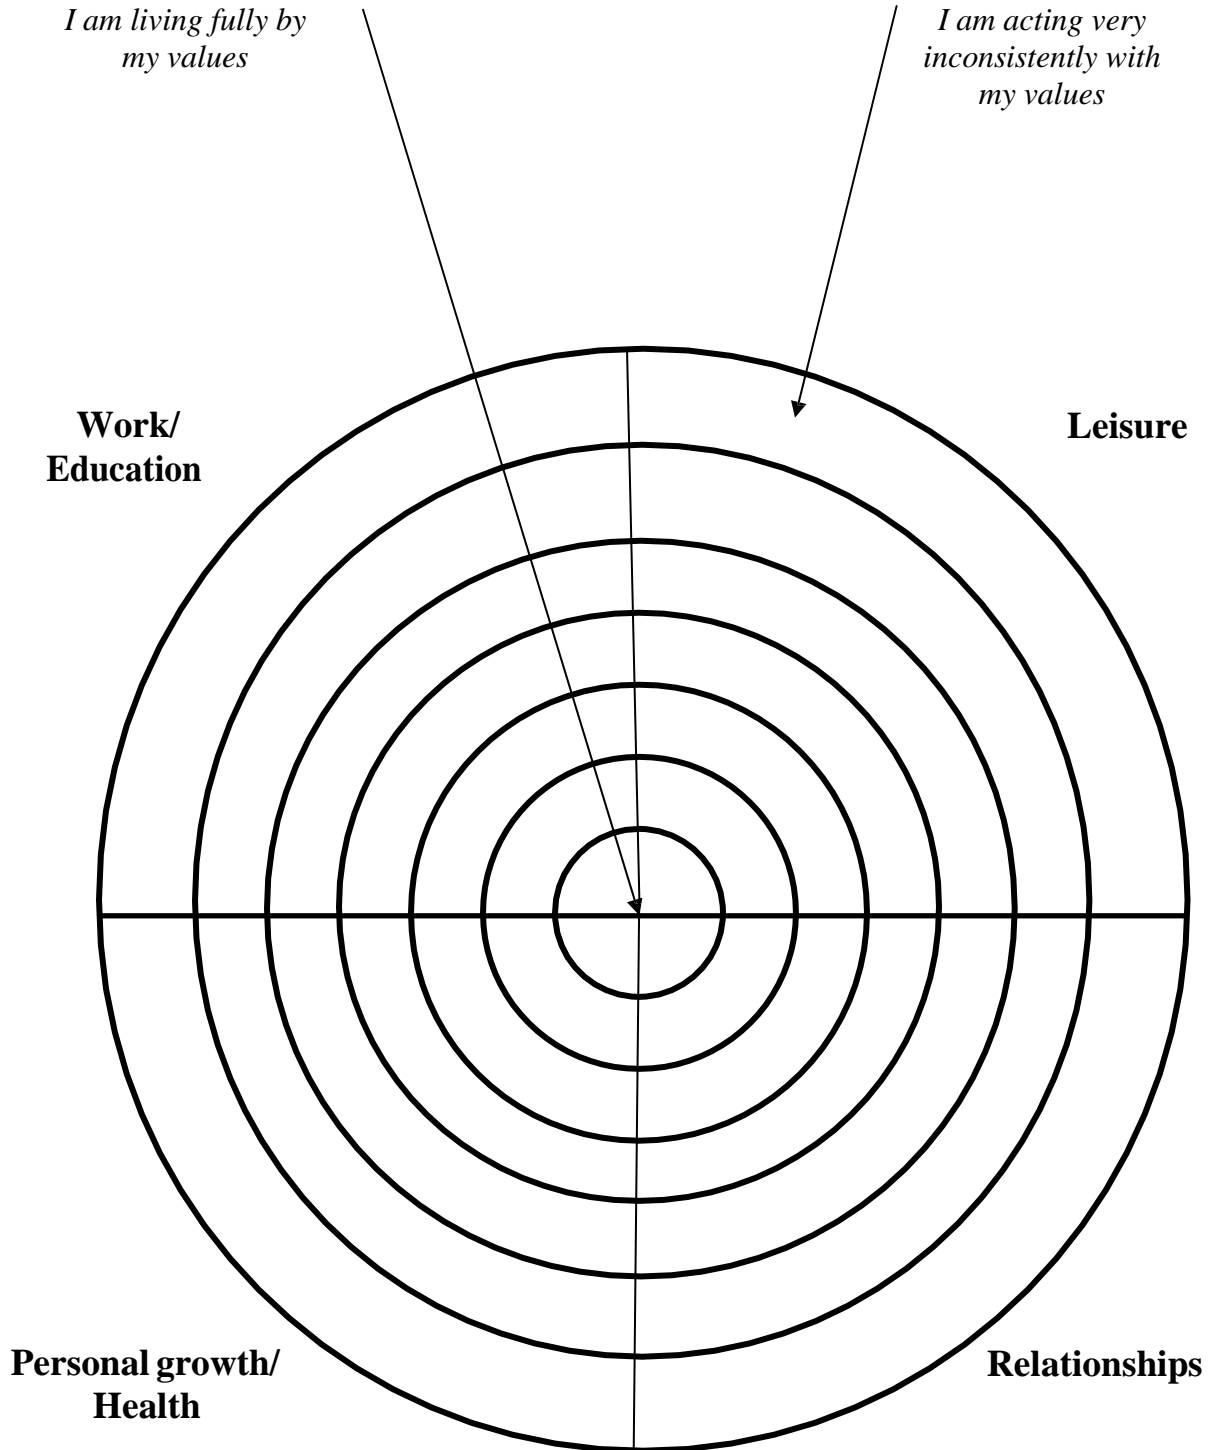 I am living fully by
my values
I am acting very
inconsistently with
my values
Work/
Education
Leisure
Personal growth/
Health
Relationships